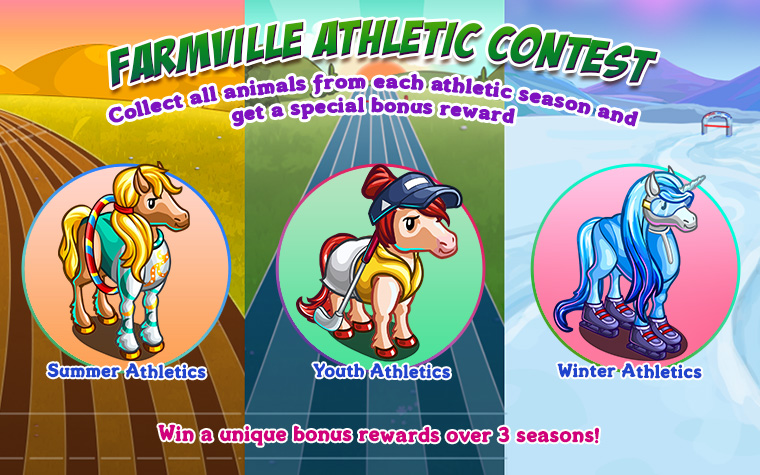 FARMVILLE ATHLETIC CONTEST
Collect all animals from each athletic season and
get a special bonus reward
Summer Athletics
Youth Athletics
Winter Athletics
Win a unique bonus rewards over 3 seasons!